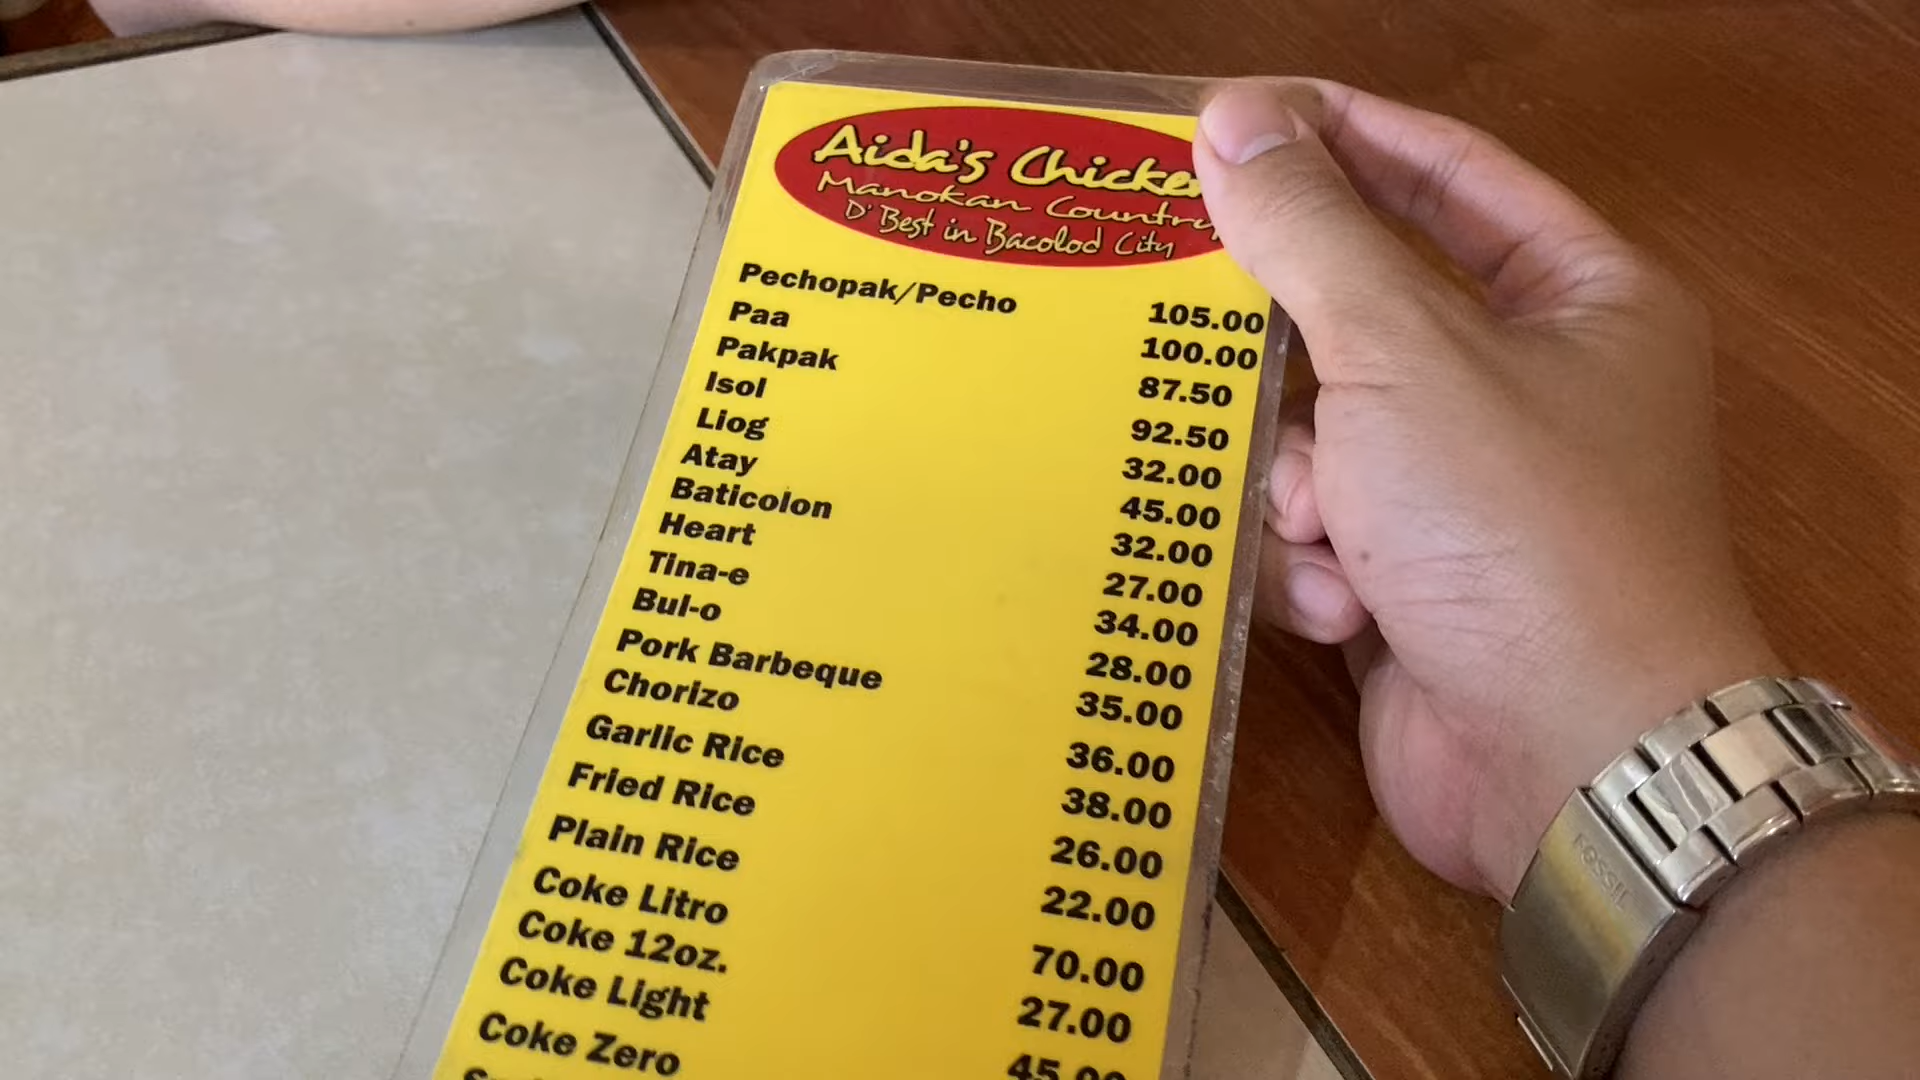 Aida's Chicken
Manokan Country
D' Best in Bacolod City
Pechopak/Pecho 105.00
Paa 100.00
Pakpak 87.50
Isol 92.50
Liog 32.00
Atay 45.00
Baticolon 32.00
Heart 27.00
Tina-e 34.00
Bul-o 28.00
Pork Barbeque 35.00
Chorizo 36.00
Garlic Rice 38.00
Fried Rice 26.00
Plain Rice 22.00
Coke Litro 70.00
Coke 12oz. 27.00
Coke Light 45.00
Coke Zero
FOSSIL